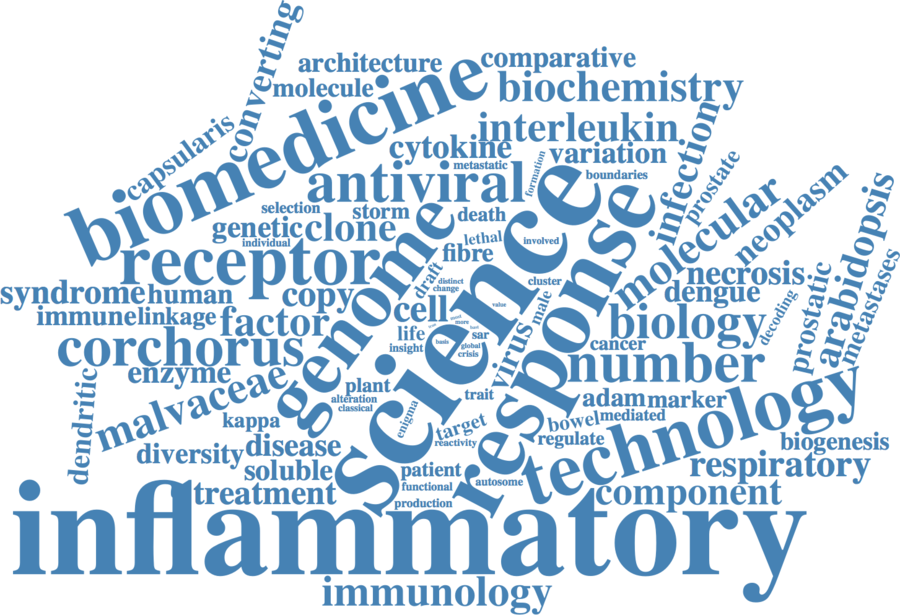 converting
architecture
comparative
molecule
biomedicine
biochemistry
capsularis
interleukin
cytokine
variation
infection
metastatic
formation
boundaries
prostate
antiviral
science
response
molecular
neoplasm
arabidopsis
selection
storm
death
genetic
clone
genome
individual
lethal
involved
fibre
receptor
draft
distinct
change
cluster
necrosis
dengue
prostatic
metastases
syndrome
human
copy
cell
value
male
decoding
immune
linkage
factor
life
sar
virus
biology
insight
basis
more
global
crisis
cancer
corchorus
number
enzyme
plant
alteration
classical
trait
adam
marker
technology
dendritic
malvaceae
kappa
enigma
target
reactivity
bowel
mediated
regulate
biogenesis
diversity
disease
soluble
patient
respiratory
treatment
functional
autosome
component
production
inflammatory
immunology